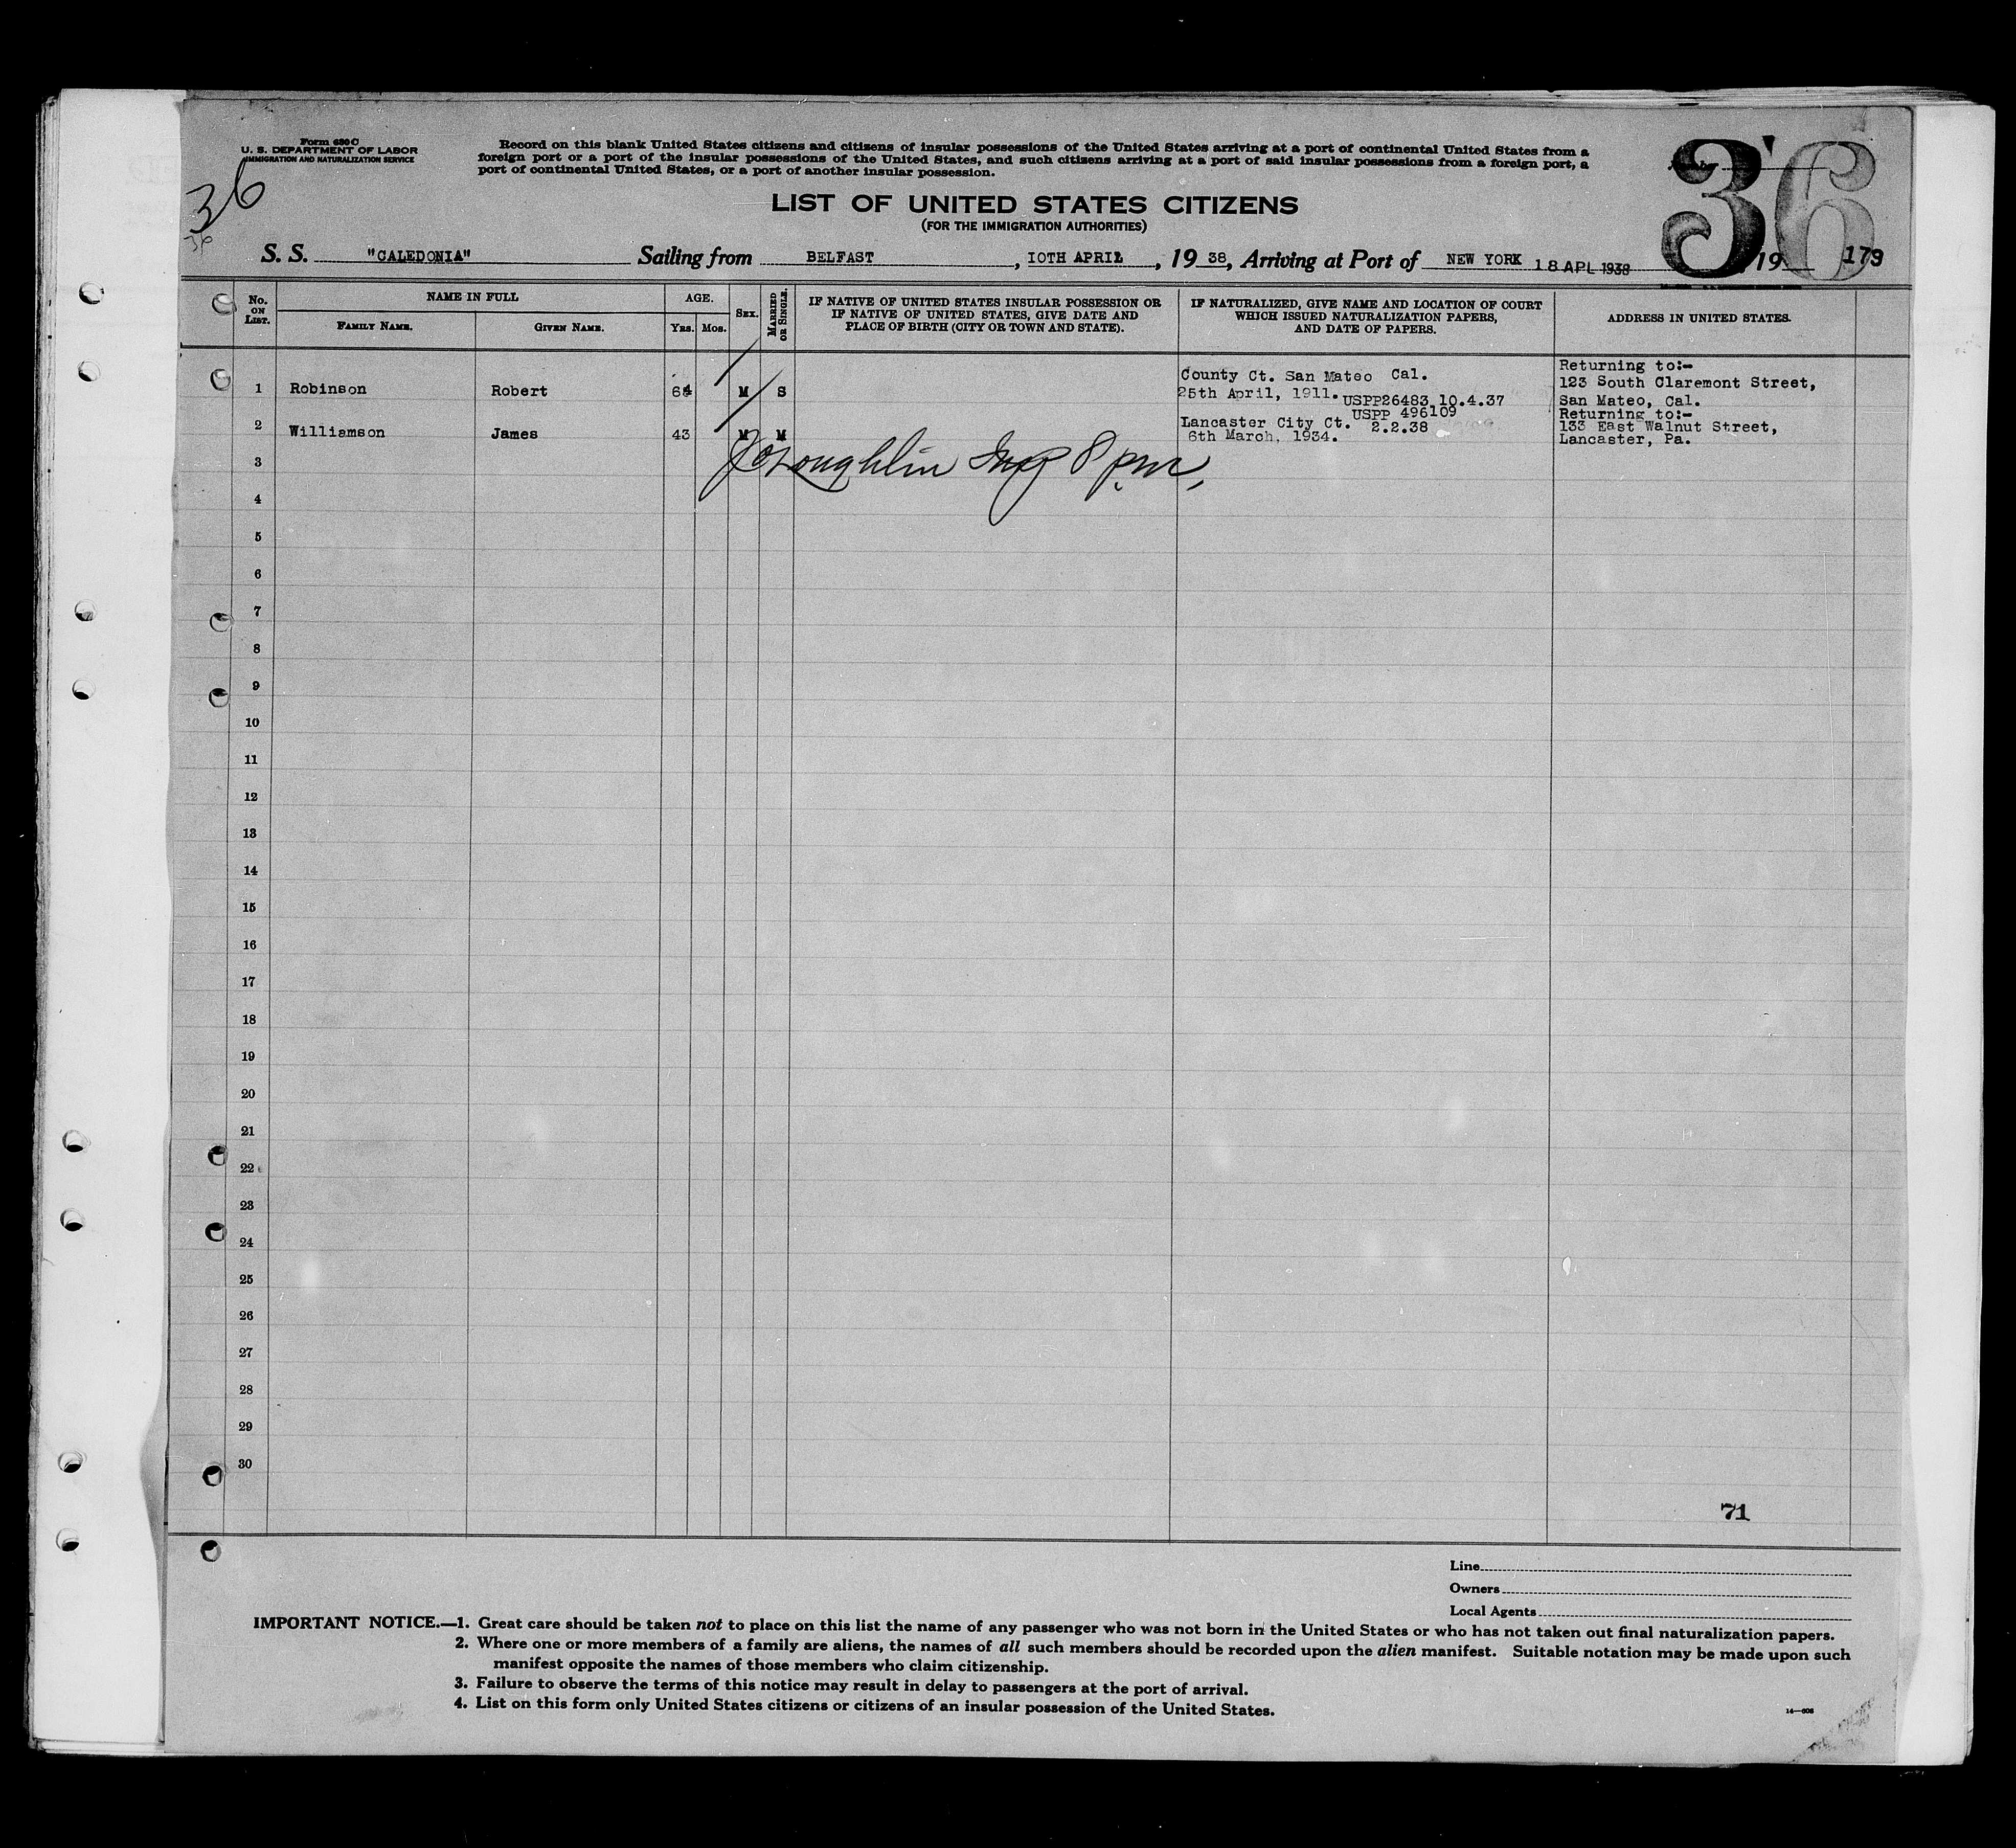 Form 630 C
U. S. DEPARTMENT OF LABOR
IMMIGRATION AND NATURALIZATION SERVICE
Record on this blank United States citizens and citizens of insular possessions of the United States arriving at a port of continental United States from a
foreign port or a port of the insular possessions of the United States, and such citizens arriving at a port of said insular possessions from a foreign port, a
port of continental United States, or a port of another insular possession.
36
36
36
LIST OF UNITED STATES CITIZENS
(FOR THE IMMIGRATION AUTHORITIES)
S. S. "CALEDONIA" Sailing from BELFAST, 10TH APRIL, 19 38, Arriving at Port of NEW YORK 18 APL 1938 19 179
No. ON LIST.
NAME IN FULL
FAMILY NAME. GIVEN NAME.
AGE.
YRS. MOS.
SEX.
MARRIED OR SINGLE.
IF NATIVE OF UNITED STATES INSULAR POSSESSION OR
IF NATIVE OF UNITED STATES, GIVE DATE AND
PLACE OF BIRTH (CITY OR TOWN AND STATE).
IF NATURALIZED, GIVE NAME AND LOCATION OF COURT
WHICH ISSUED NATURALIZATION PAPERS,
AND DATE OF PAPERS.
ADDRESS IN UNITED STATES.
1 Robinson Robert 64 M S
County Ct. San Mateo Cal.
25th April, 1911. USPP26483 10.4.37
Returning to:-
123 South Claremont Street,
San Mateo, Cal.
2 Williamson James 43 M M
USPP 496109
Lancaster City Ct. 2.2.38
6th March, 1934.
Returning to:-
133 East Walnut Street,
Lancaster, Pa.
McLoughlin Insp 8 pm,
3
4
5
6
7
8
9
10
11
12
13
14
15
16
17
18
19
20
21
22
23
24
25
26
27
28
29
30
71
Line
Owners
Local Agents
IMPORTANT NOTICE.—1. Great care should be taken not to place on this list the name of any passenger who was not born in the United States or who has not taken out final naturalization papers.
2. Where one or more members of a family are aliens, the names of all such members should be recorded upon the alien manifest. Suitable notation may be made upon such
manifest opposite the names of those members who claim citizenship.
3. Failure to observe the terms of this notice may result in delay to passengers at the port of arrival.
4. List on this form only United States citizens or citizens of an insular possession of the United States.